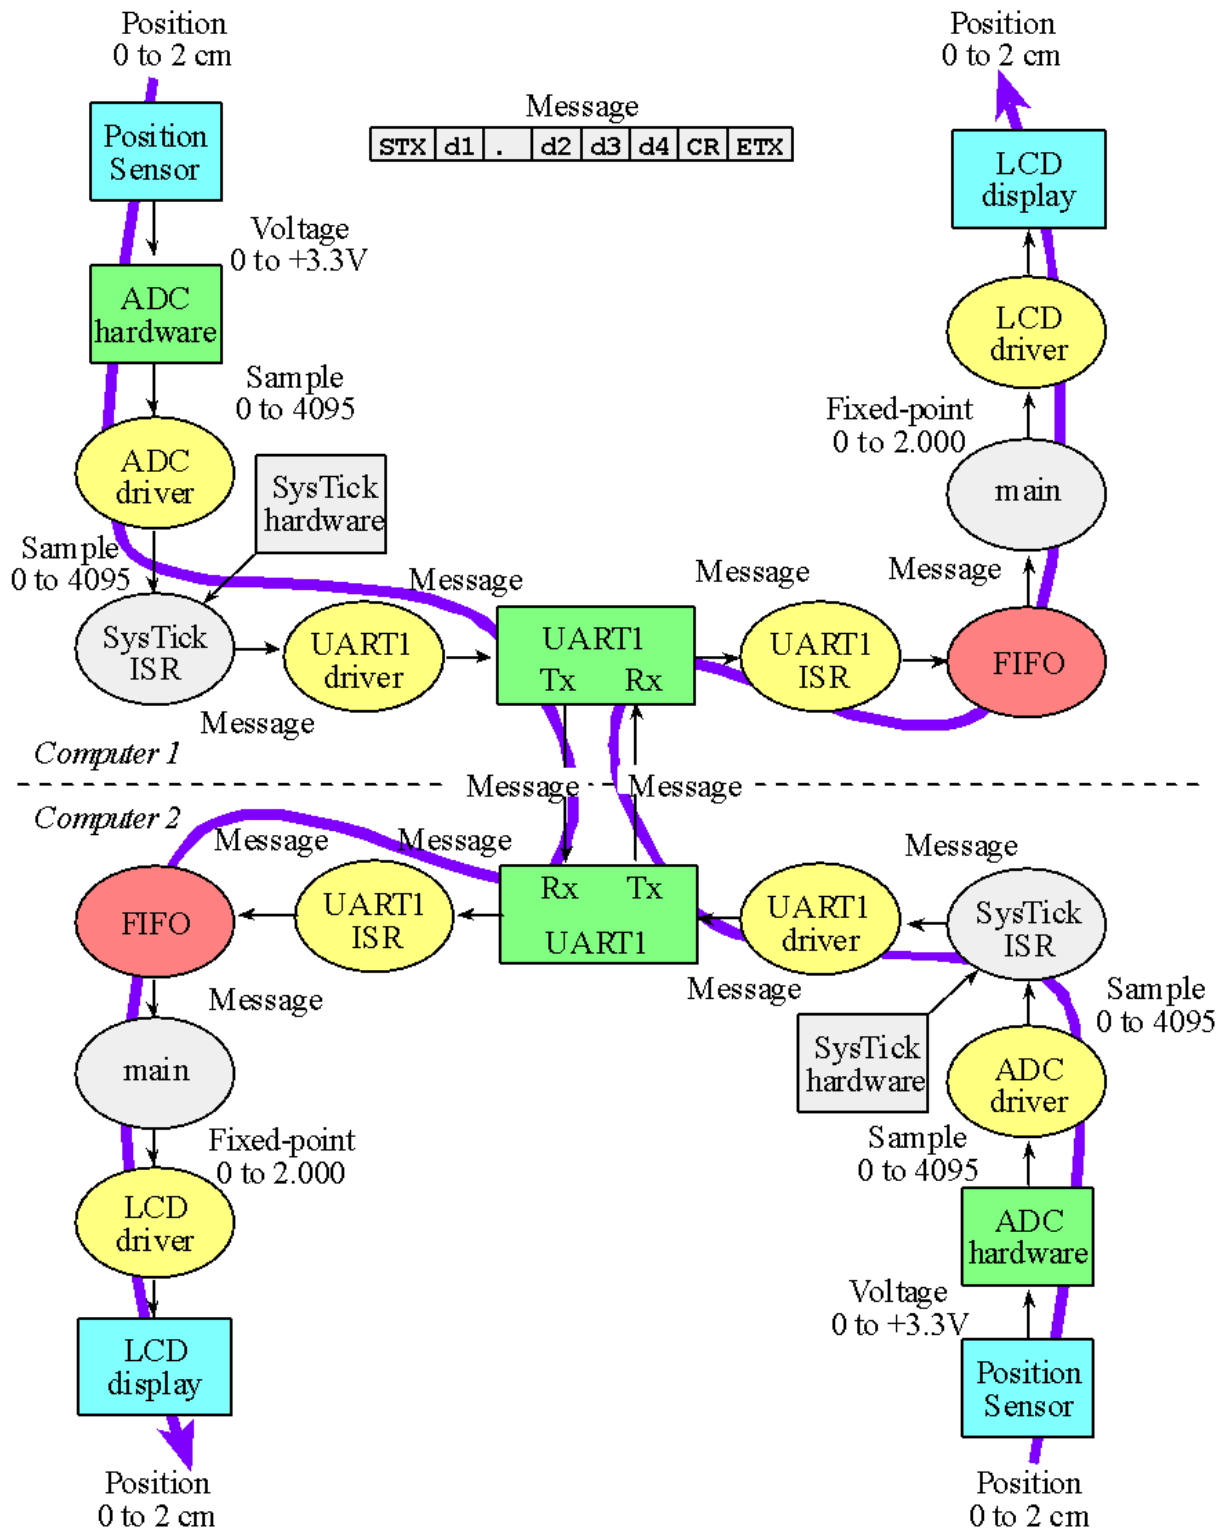 Position
0 to 2 cm
Position
0 to 2 cm
Message
STX d1 . d2 d3 d4 CR ETX
Position
Sensor
LCD
display
Voltage
0 to +3.3V
ADC
hardware
LCD
driver
Sample
0 to 4095
Fixed-point
0 to 2.000
ADC
driver
SysTick
hardware
main
Sample
0 to 4095
Message
Message
Message
SysTick
ISR
UART1
driver
UART1
Tx Rx
UART1
ISR
FIFO
Message
Computer 1
Message
Message
Computer 2
Message
Message
Message
FIFO
UART1
ISR
Rx Tx
UART1
UART1
driver
SysTick
ISR
Message
Message
Sample
0 to 4095
main
SysTick
hardware
ADC
driver
Fixed-point
0 to 2.000
Sample
0 to 4095
LCD
driver
ADC
hardware
Voltage
0 to +3.3V
LCD
display
Position
Sensor
Position
0 to 2 cm
Position
0 to 2 cm